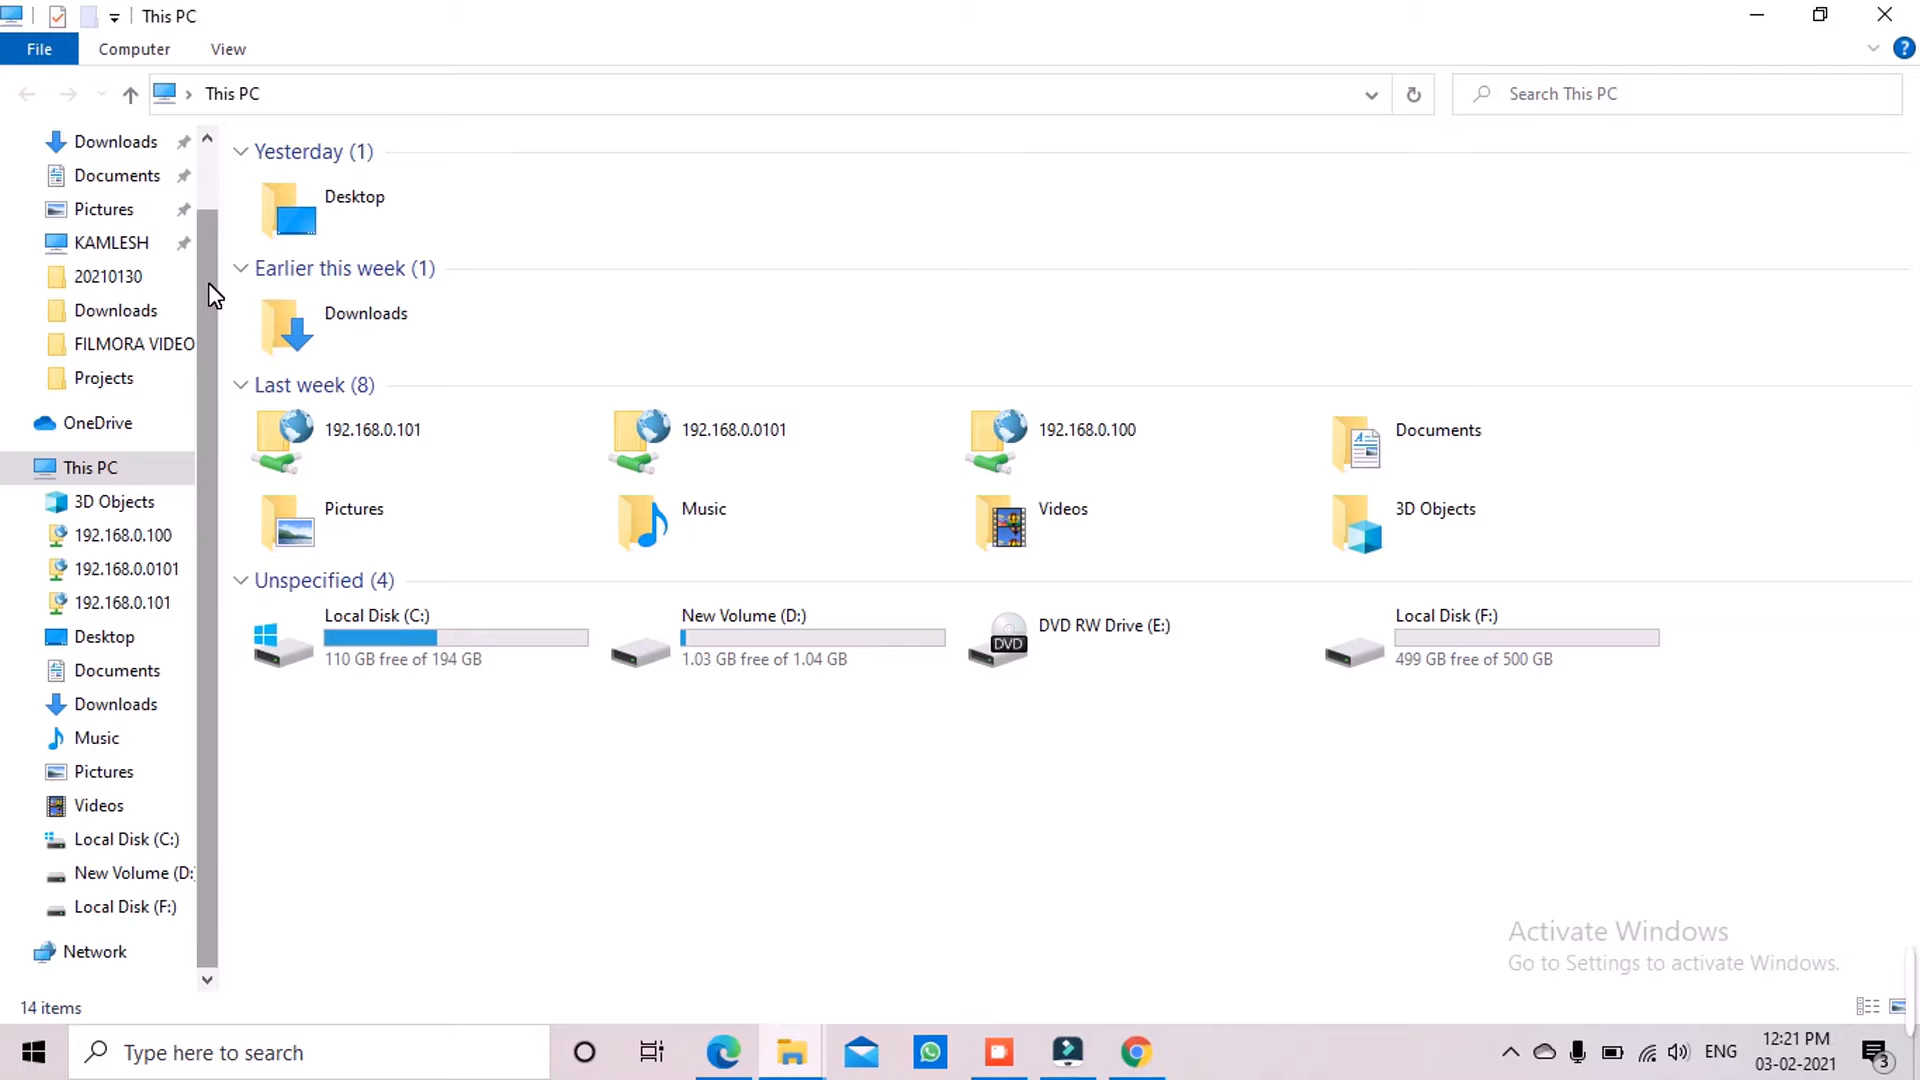 This PC
File Computer View
This PC
Search This PC
Downloads
Documents
Pictures
KAMLESH
20210130
Downloads
FILMORA VIDEO
Projects
OneDrive
This PC
3D Objects
192.168.0.100
192.168.0.0101
192.168.0.101
Desktop
Documents
Downloads
Music
Pictures
Videos
Local Disk (C:)
New Volume (D:
Local Disk (F:)
Network
Yesterday (1)
Desktop
Earlier this week (1)
Downloads
Last week (8)
192.168.0.101
192.168.0.0101
192.168.0.100
Documents
Pictures
Music
Videos
3D Objects
Unspecified (4)
Local Disk (C:)
110 GB free of 194 GB
New Volume (D:)
1.03 GB free of 1.04 GB
DVD
DVD RW Drive (E:)
Local Disk (F:)
499 GB free of 500 GB
Activate Windows
Go to Settings to activate Windows.
14 items
Type here to search
ENG
12:21 PM
03-02-2021
3